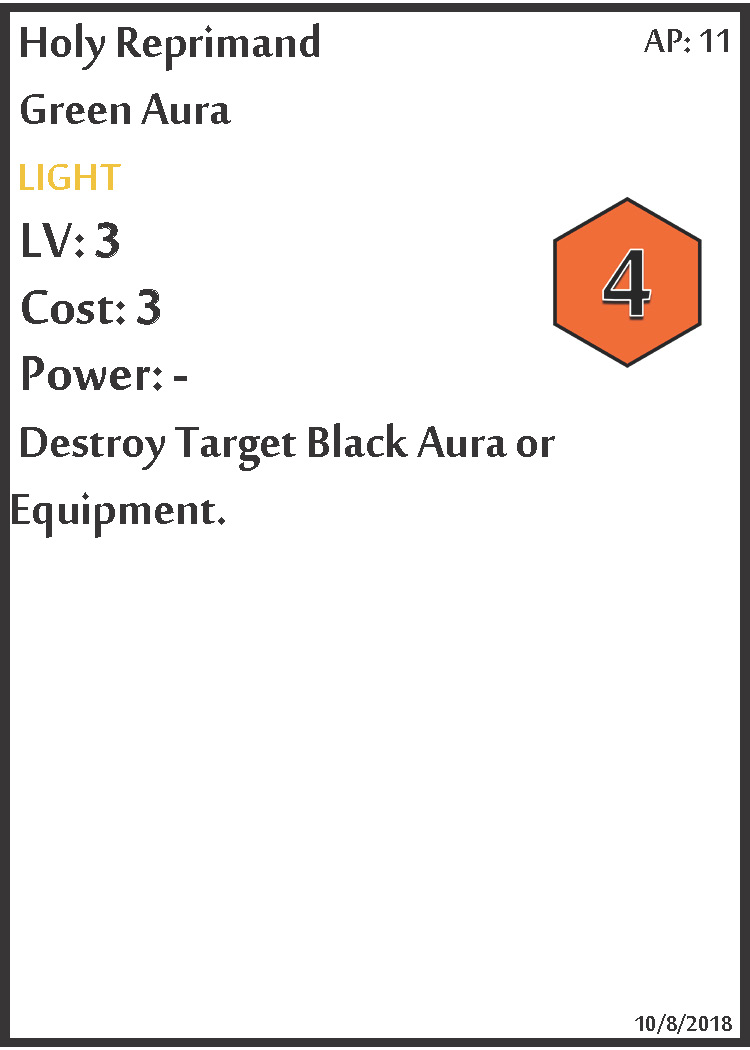 Holy Reprimand
AP: 11
Green Aura
LIGHT
LV: 3
Cost: 3
4
Power: -
Destroy Target Black Aura or
Equipment.
10/8/2018